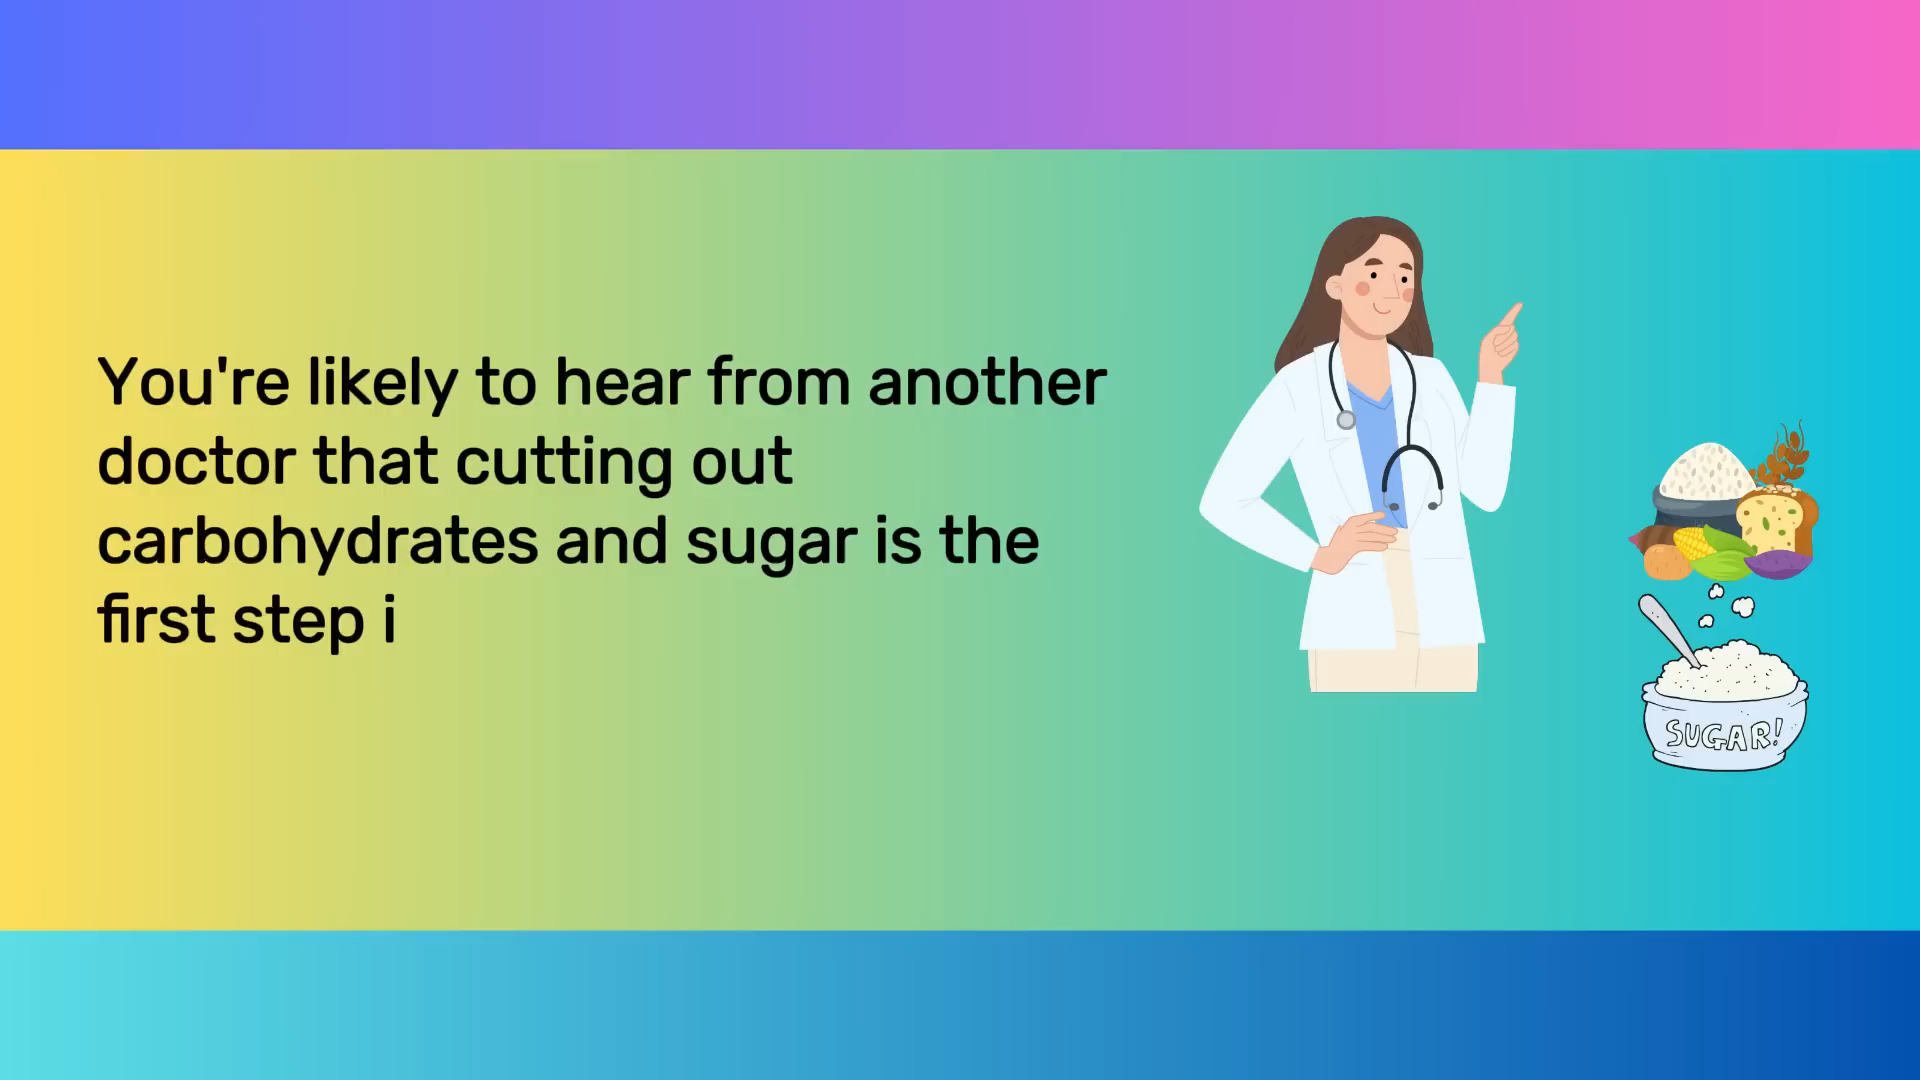 You're likely to hear from another
doctor that cutting out
carbohydrates and sugar is the
first step i
SUGAR!